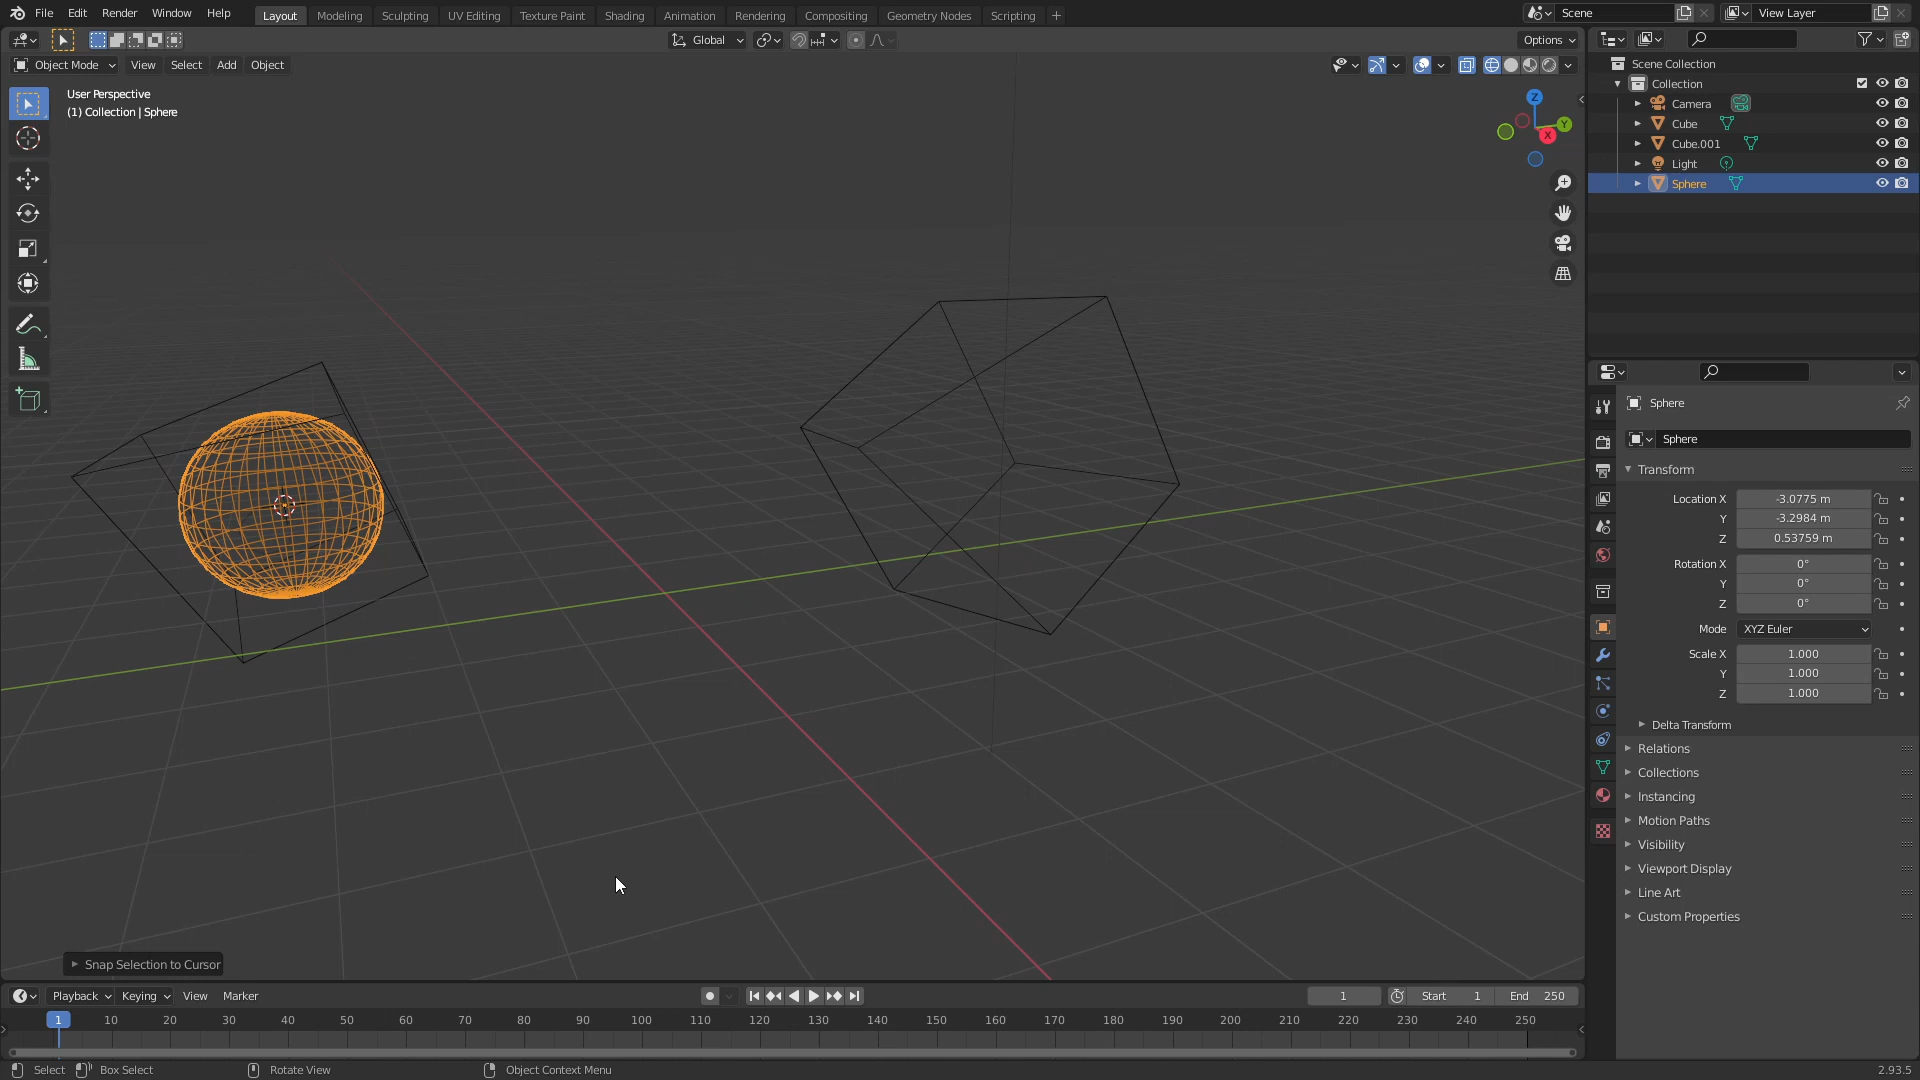 File Edit Render Window Help Layout Modeling Sculpting UV Editing Texture Paint Shading Animation Rendering Compositing Geometry Nodes Scripting + Scene View Layer
Global Options
Object Mode View Select Add Object
User Perspective
(1) Collection | Sphere
Z
Y
X
Scene Collection
Collection
Camera
Cube
Cube.001
Light
Sphere
Sphere
Sphere
Transform
Location X -3.0775 m
Y -3.2984 m
Z 0.53759 m
Rotation X 0°
Y 0°
Z 0°
Mode XYZ Euler
Scale X 1.000
Y 1.000
Z 1.000
Delta Transform
Relations
Collections
Instancing
Motion Paths
Visibility
Viewport Display
Line Art
Custom Properties
Snap Selection to Cursor
Playback Keying View Marker 1 Start 1 End 250
1 10 20 30 40 50 60 70 80 90 100 110 120 130 140 150 160 170 180 190 200 210 220 230 240 250
Select Box Select Rotate View Object Context Menu 2.93.5